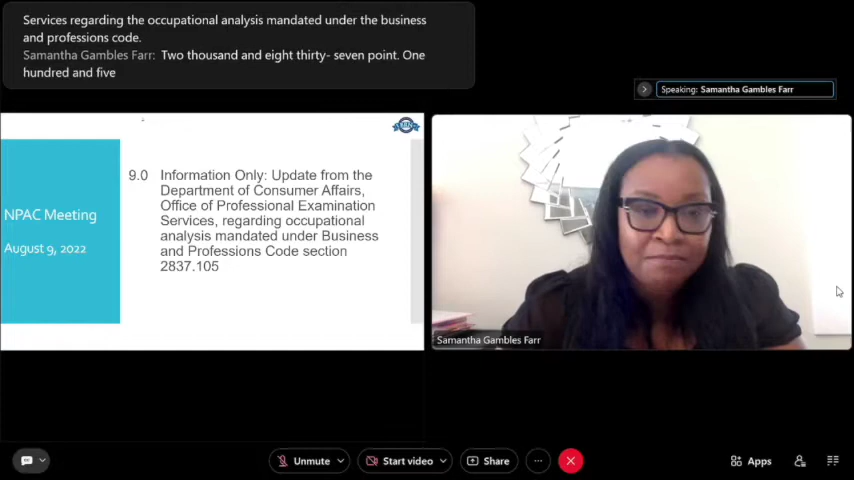 Services regarding the occupational analysis mandated under the business
and professions code.
Samantha Gambles Farr: Two thousand and eight thirty- seven point. One
hundred and five
Speaking: Samantha Gambles Farr
9.0 Information Only: Update from the
Department of Consumer Affairs,
Office of Professional Examination
Services, regarding occupational
analysis mandated under Business
and Professions Code section
2837.105
NPAC Meeting
August 9, 2022
Samantha Gambles Farr
Unmute
Start video
Share
Apps